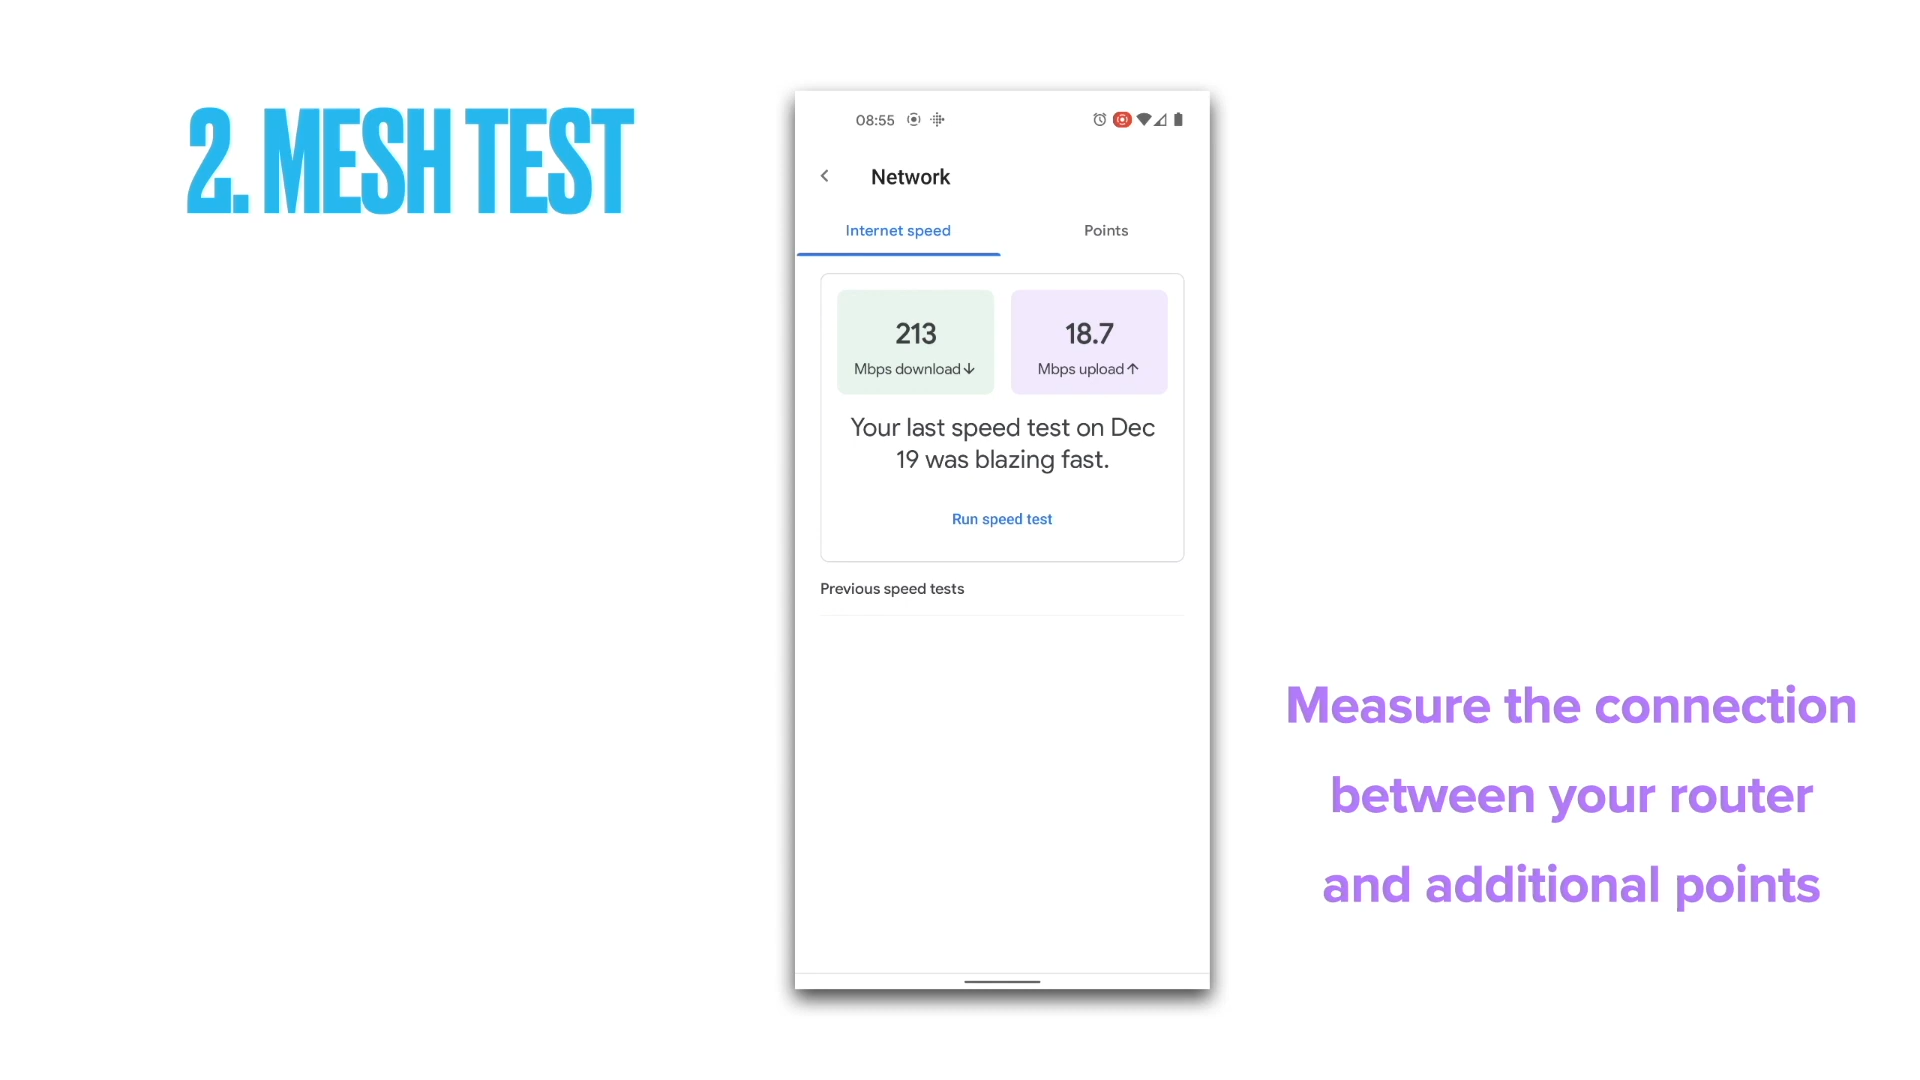 2. MESH TEST
08:55
Network
Internet speed
Points
213
Mbps download↓
18.7
Mbps upload↑
Your last speed test on Dec
19 was blazing fast.
Run speed test
Previous speed tests
Measure the connection
between your router
and additional points